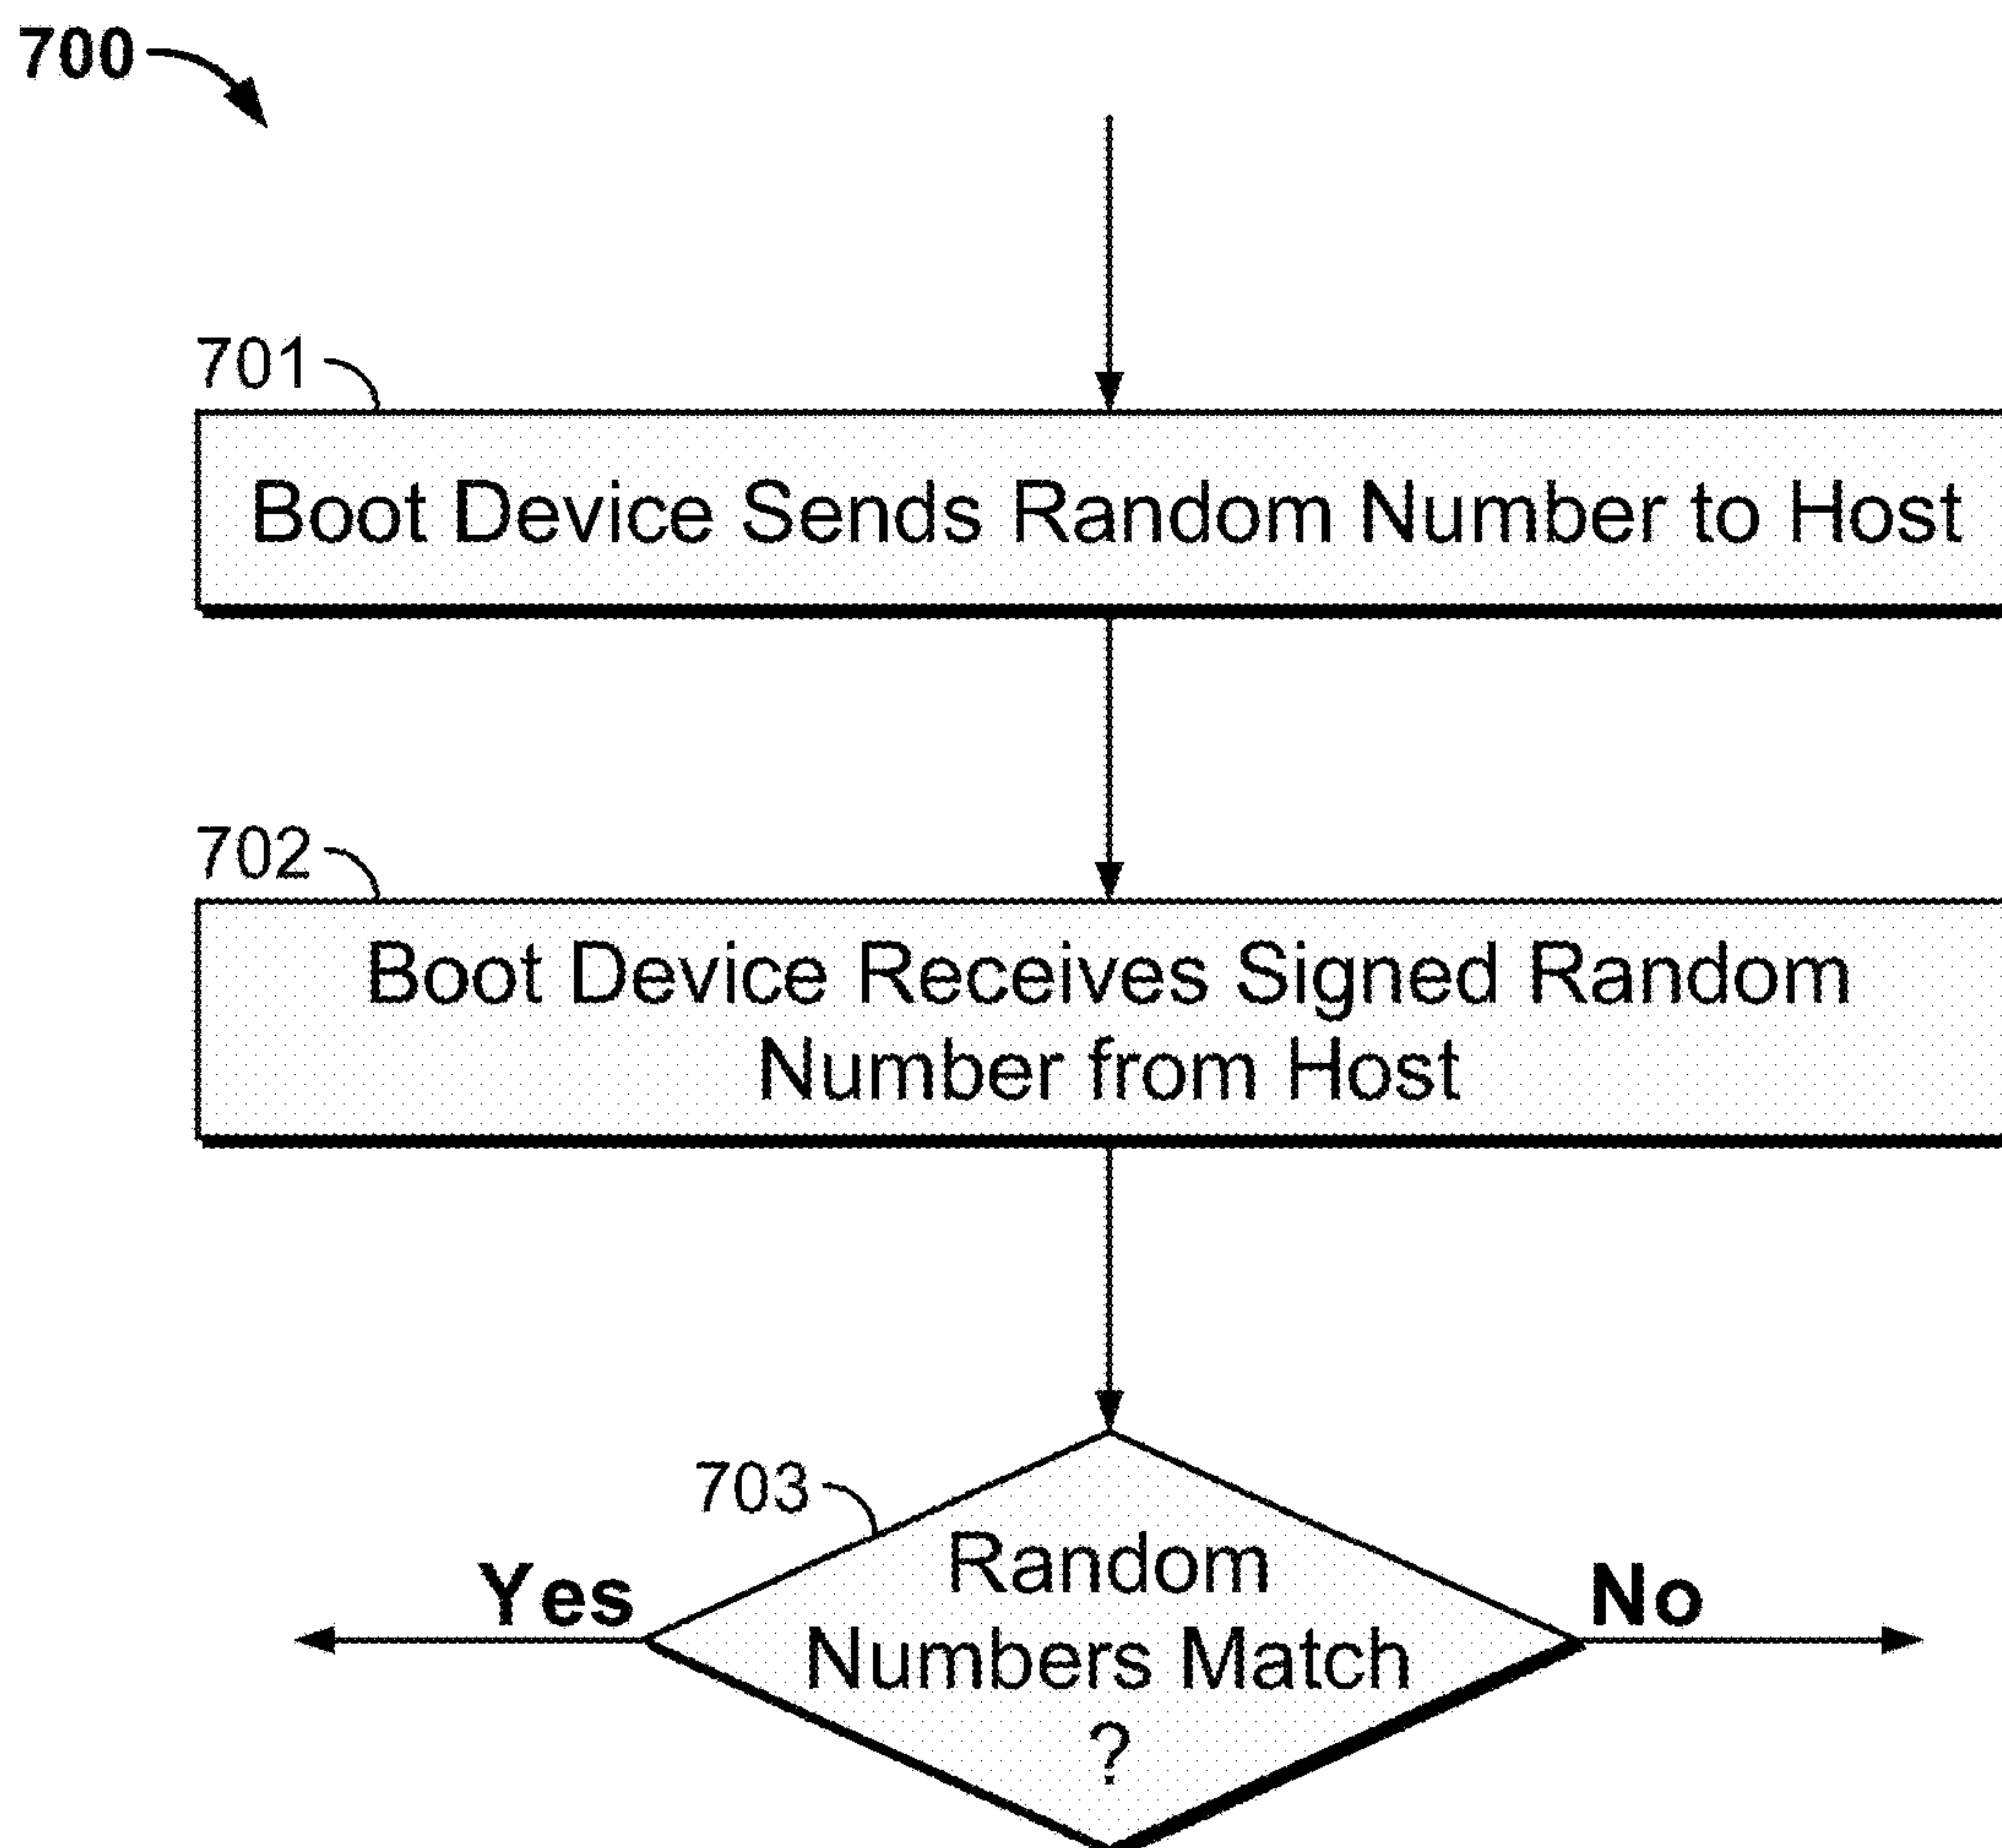 700
701
Boot Device Sends Random Number to Host
702
Boot Device Receives Signed Random
Number from Host
703
Random
Numbers Match
?
Yes
No